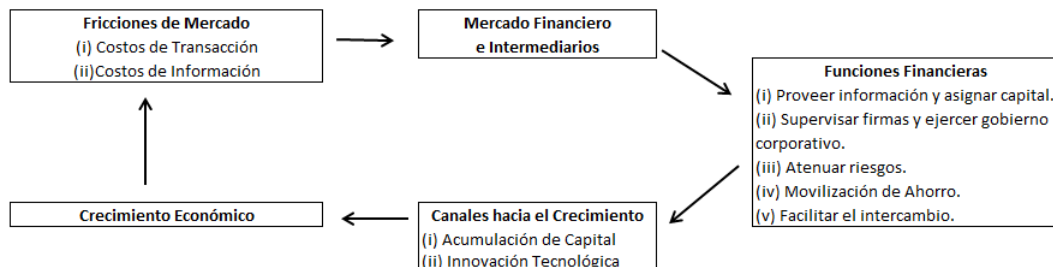 Fricciones de Mercado
(i) Costos de Transacción
(ii)Costos de Información
Mercado Financiero
e Intermediarios
Funciones Financieras
(i) Proveer información y asignar capital.
(ii) Supervisar firmas y ejercer gobierno
corporativo.
(iii) Atenuar riesgos.
(iv) Movilización de Ahorro.
(v) Facilitar el intercambio.
Canales hacia el Crecimiento
(i) Acumulación de Capital
(ii) Innovación Tecnológica
Crecimiento Económico